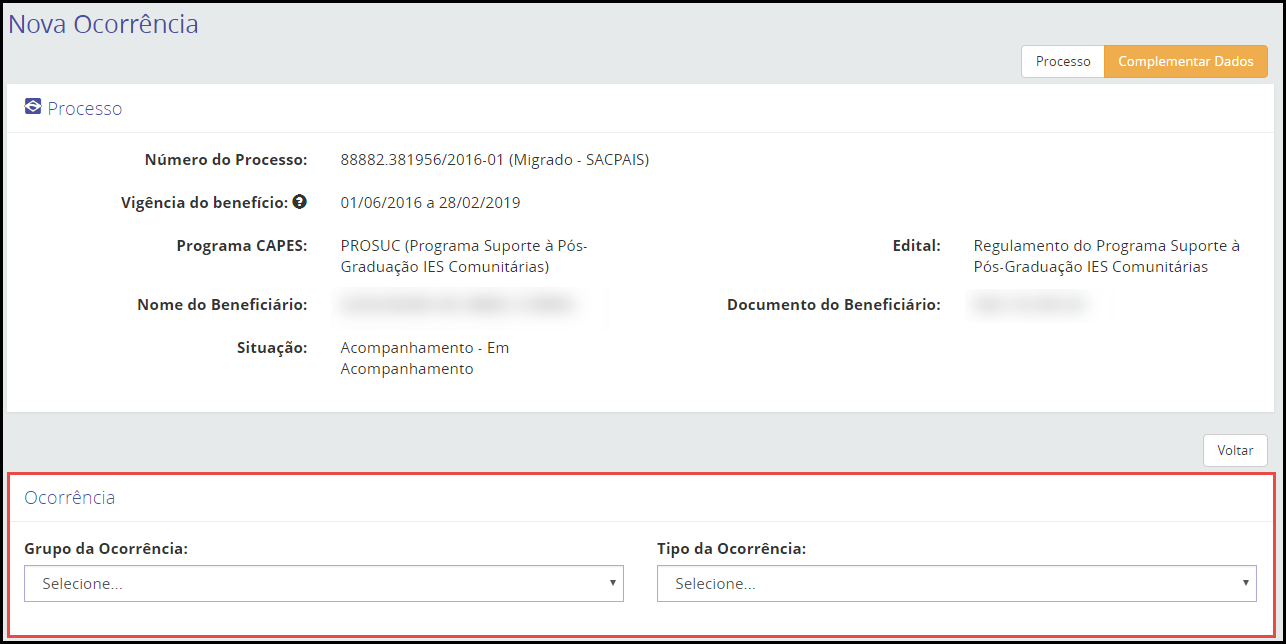 Nova Ocorrência
Processo
Complementar Dados
Processo
Número do Processo:
88882.381956/2016-01 (Migrado - SACPAIS)
Vigência do benefício:
01/06/2016 a 28/02/2019
Programa CAPES:
PROSUC (Programa Suporte à Pós-
Graduação IES Comunitárias)
Edital:
Regulamento do Programa Suporte à
Pós-Graduação IES Comunitárias
Nome do Beneficiário:
Documento do Beneficiário:
Situação:
Acompanhamento - Em
Acompanhamento
Voltar
Ocorrência
Grupo da Ocorrência:
Selecione...
Tipo da Ocorrência:
Selecione...